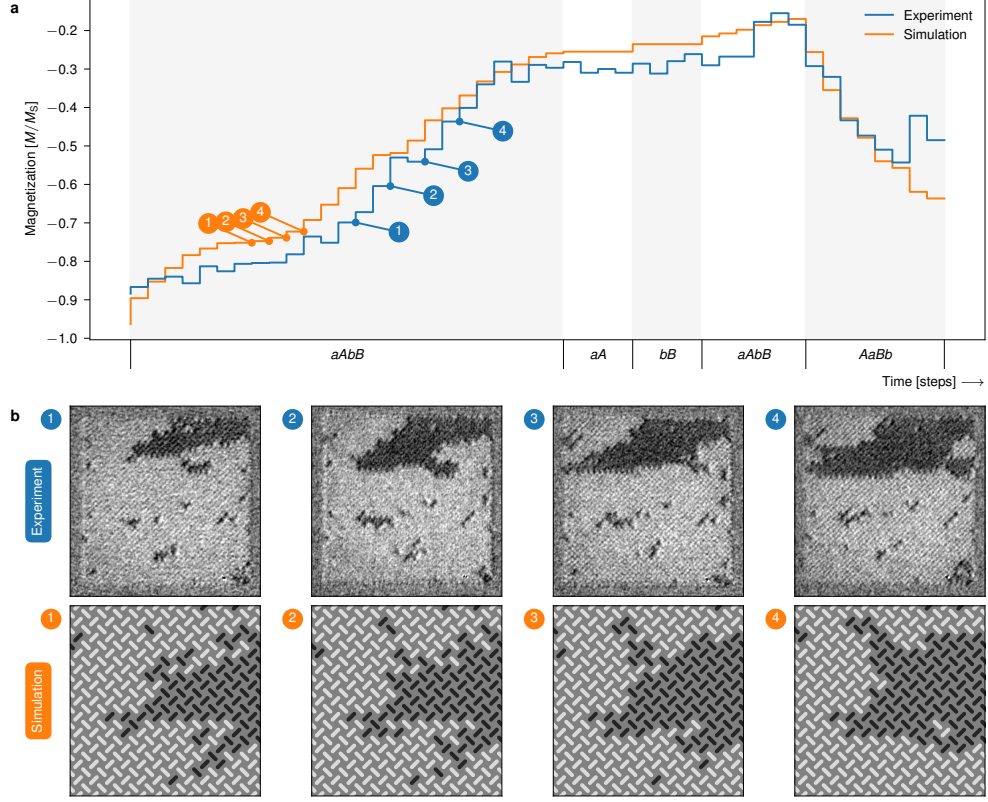 a
Experiment
Simulation
Magnetization [M/MS]
−0.2
−0.3
−0.4
−0.5
−0.6
−0.7
−0.8
−0.9
−1.0
1 2 3 4
4
3
2
1
aAbB aA bB aAbB AaBb
Time [steps] ⟶
b
1 2 3 4
Experiment
1 2 3 4
Simulation